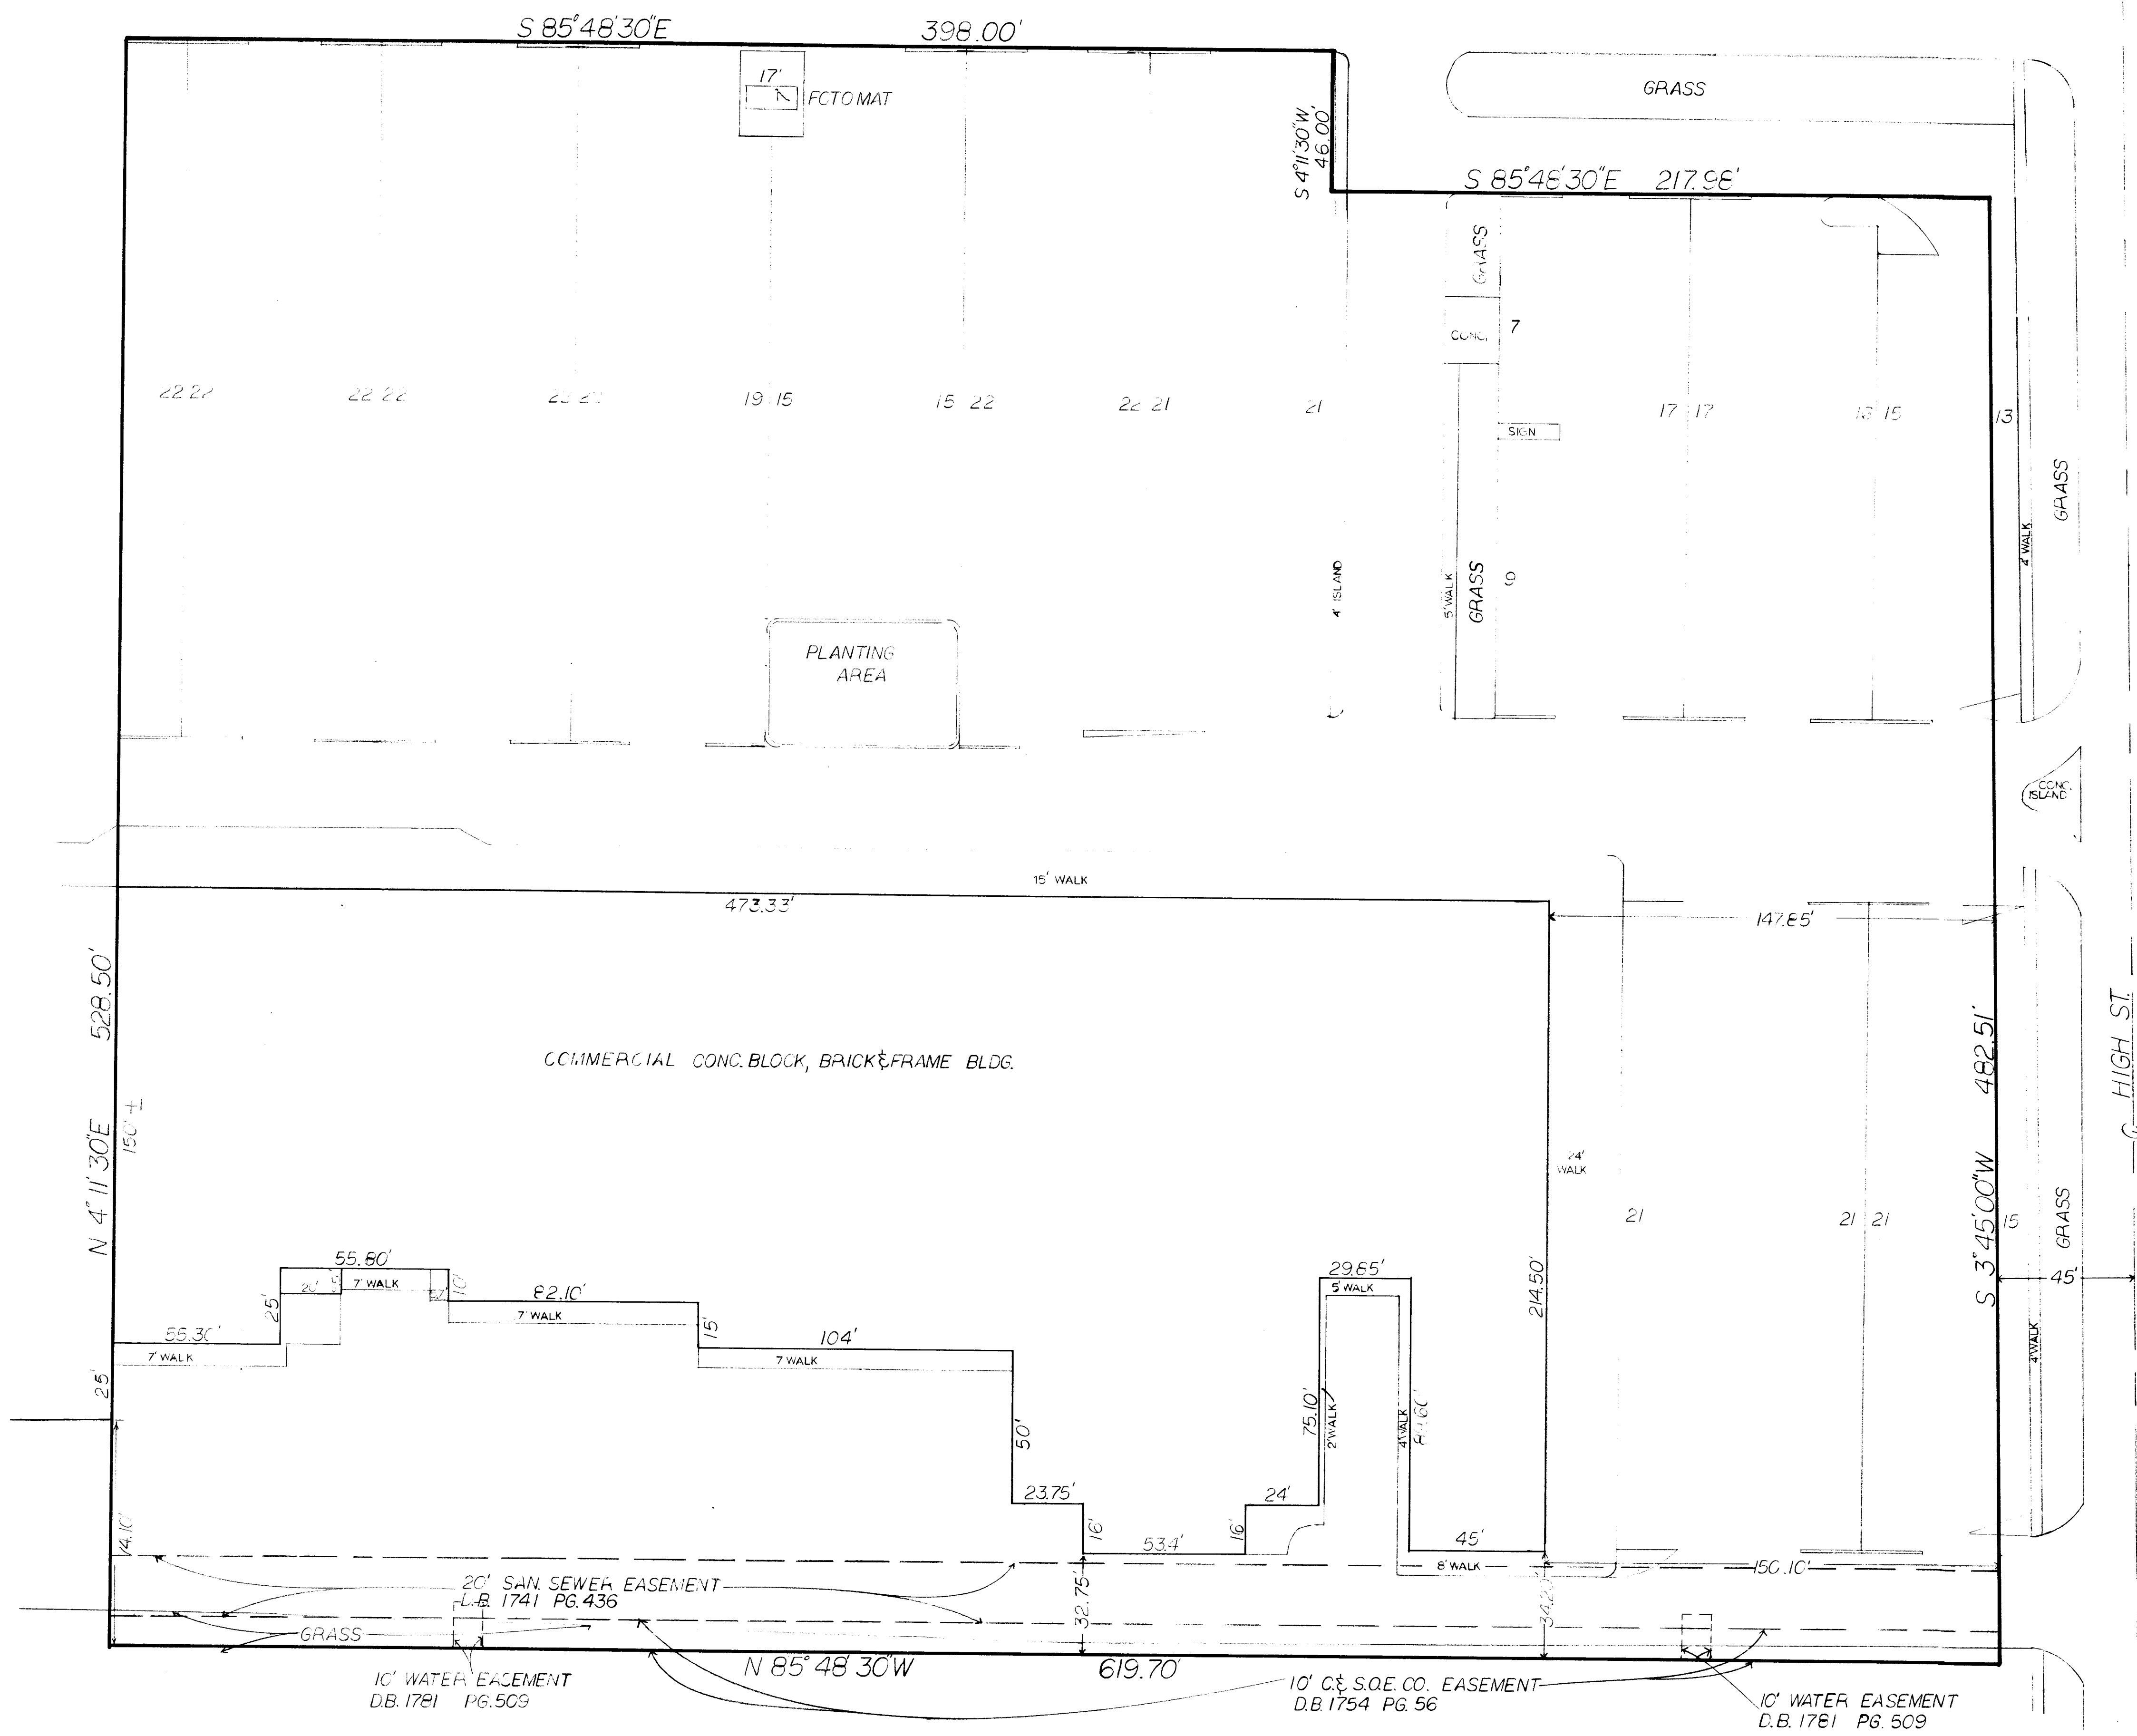 S 85°48'30"E 398.00'
17'
7'
FOTOMAT
GRASS
S 4°11'30"W
46.00'
S 85°48'30"E 217.98'
GRASS
CONC.
7
22 22
22 22
19 15
15 22
22 21
21
SIGN
17 17
15
13
GRASS
4' WALK
4' ISLAND
5' WALK
GRASS
9
PLANTING
AREA
CONC.
ISLAND
15' WALK
473.33'
147.85'
N 4°11'30"E 528.50'
150' ±
COMMERCIAL CONC. BLOCK, BRICK & FRAME BLDG.
24'
WALK
214.50'
21
21 21
15
S 3°45'00"W 482.51'
GRASS
HIGH ST.
45'
4' WALK
55.80'
20'
7' WALK
10'
25'
82.10'
7' WALK
15'
55.30'
7' WALK
25'
104'
7' WALK
50'
29.85'
5' WALK
75.10'
2' WALK
4' WALK
23.75'
16'
53.4'
16'
24'
45'
8' WALK
150.10'
32.75'
20' SAN. SEWER EASEMENT
PG. 436
GRASS
N 85°48'30"W 619.70'
10' WATER EASEMENT
D.B. 1781 PG. 509
10' C. & S.O.E. CO. EASEMENT
D.B. 1754 PG. 56
10' WATER EASEMENT
D.B. 1781 PG. 509